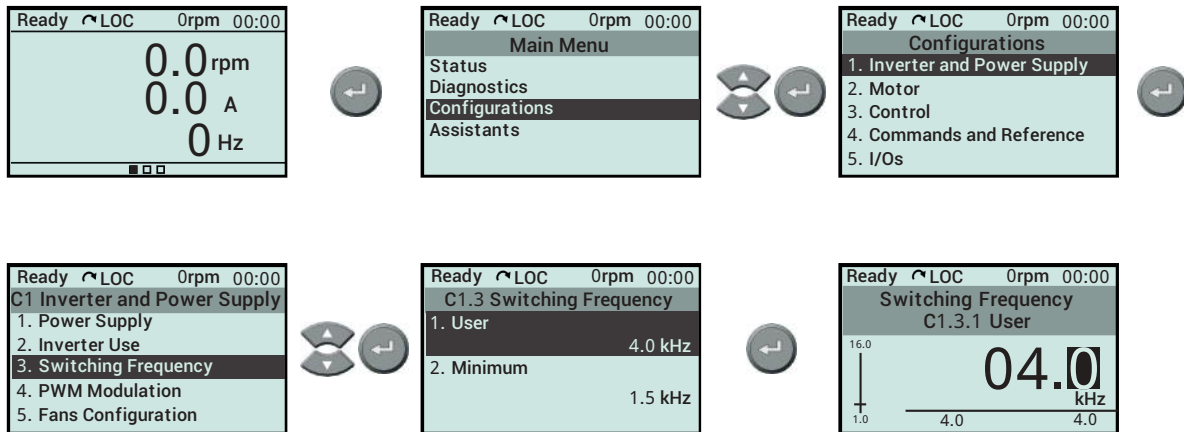 Ready LOC 0rpm 00:00
0.0 rpm
0.0 A
0 Hz
Ready LOC 0rpm 00:00
Main Menu
Status
Diagnostics
Configurations
Assistants
Ready LOC 0rpm 00:00
Configurations
1. Inverter and Power Supply
2. Motor
3. Control
4. Commands and Reference
5. I/Os
Ready LOC 0rpm 00:00
C1 Inverter and Power Supply
1. Power Supply
2. Inverter Use
3. Switching Frequency
4. PWM Modulation
5. Fans Configuration
Ready LOC 0rpm 00:00
C1.3 Switching Frequency
1. User
4.0 kHz
2. Minimum
1.5 kHz
Ready LOC 0rpm 00:00
Switching Frequency
C1.3.1 User
16.0
04.0
kHz
1.0 4.0 4.0